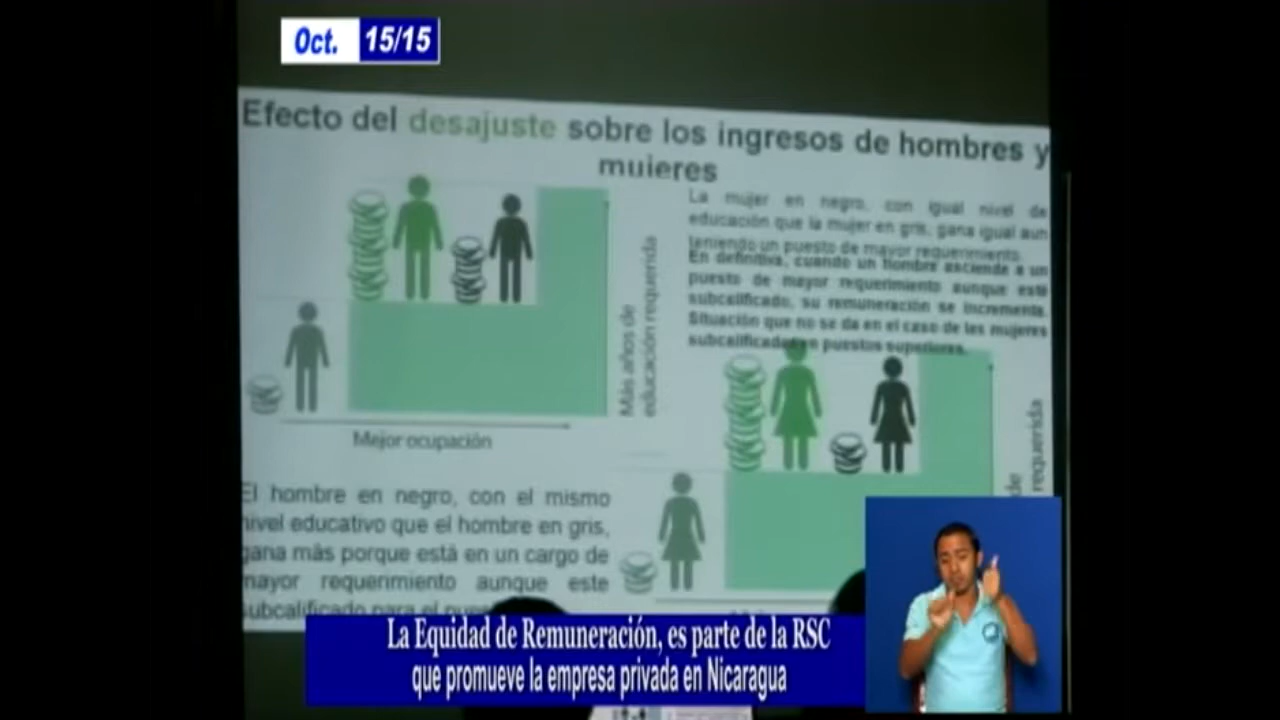 Oct. 15/15
Efecto del desajuste sobre los ingresos de hombres y
mujeres
La mujer en negro, con igual nivel de
educación que la mujer en gris, gana igual aun
teniendo un puesto de mayor requerimiento.
En definitiva, cuando un hombre asciende a un
puesto de mayor requerimiento aunque esté
subcalificado, su remuneración se incrementa.
Situación que no se da en el caso de las mujeres
subcalificadas en puestos superiores.
Más años de
educación requerida
Mejor ocupación
de
requerida
El hombre en negro, con el mismo
nivel educativo que el hombre en gris,
gana más porque está en un cargo de
mayor requerimiento aunque este
subcalificado para el
La Equidad de Remuneración, es parte de la RSC
que promueve la empresa privada en Nicaragua